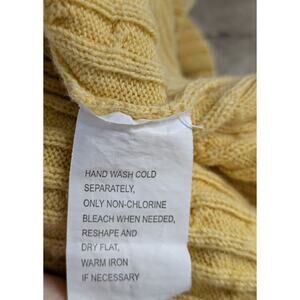 HAND WASH COLD
SEPARATELY,
ONLY NON-CHLORINE
BLEACH WHEN NEEDED,
RESHAPE AND
DRY FLAT,
WARM IRON
IF NECESSARY